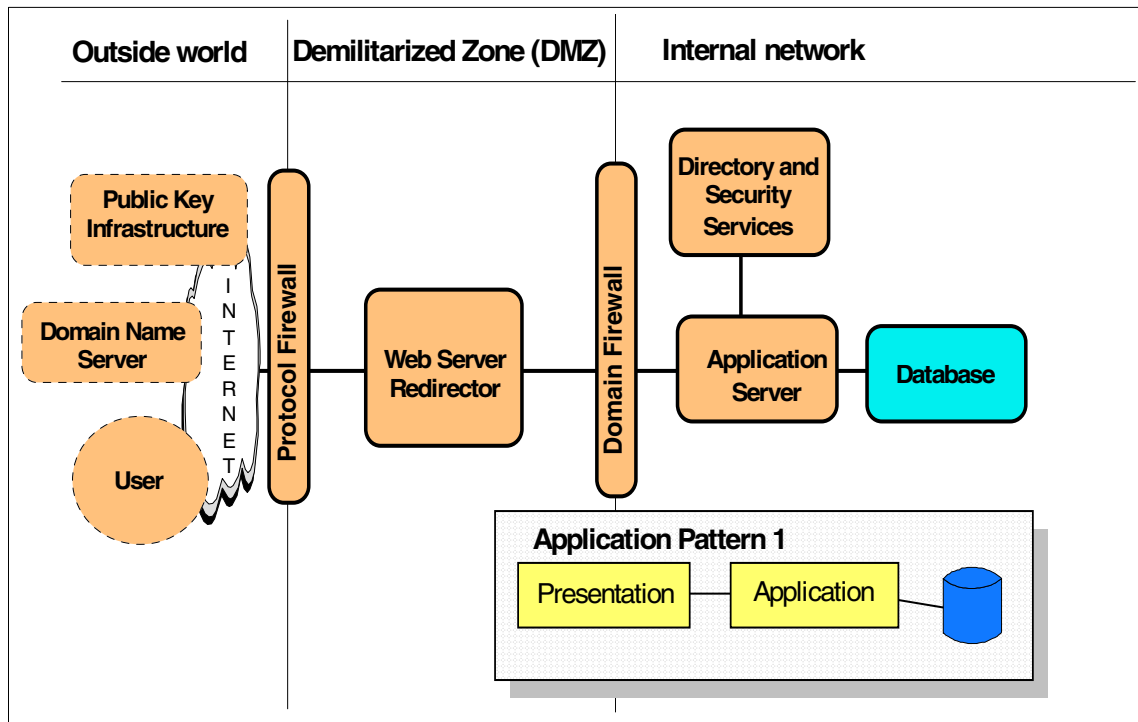 Outside world
Demilitarized Zone (DMZ)
Internal network
Public Key
Infrastructure
Domain Name
Server
User
INTERNET
Protocol Firewall
Web Server
Redirector
Domain Firewall
Directory and
Security
Services
Application
Server
Database
Application Pattern 1
Presentation
Application